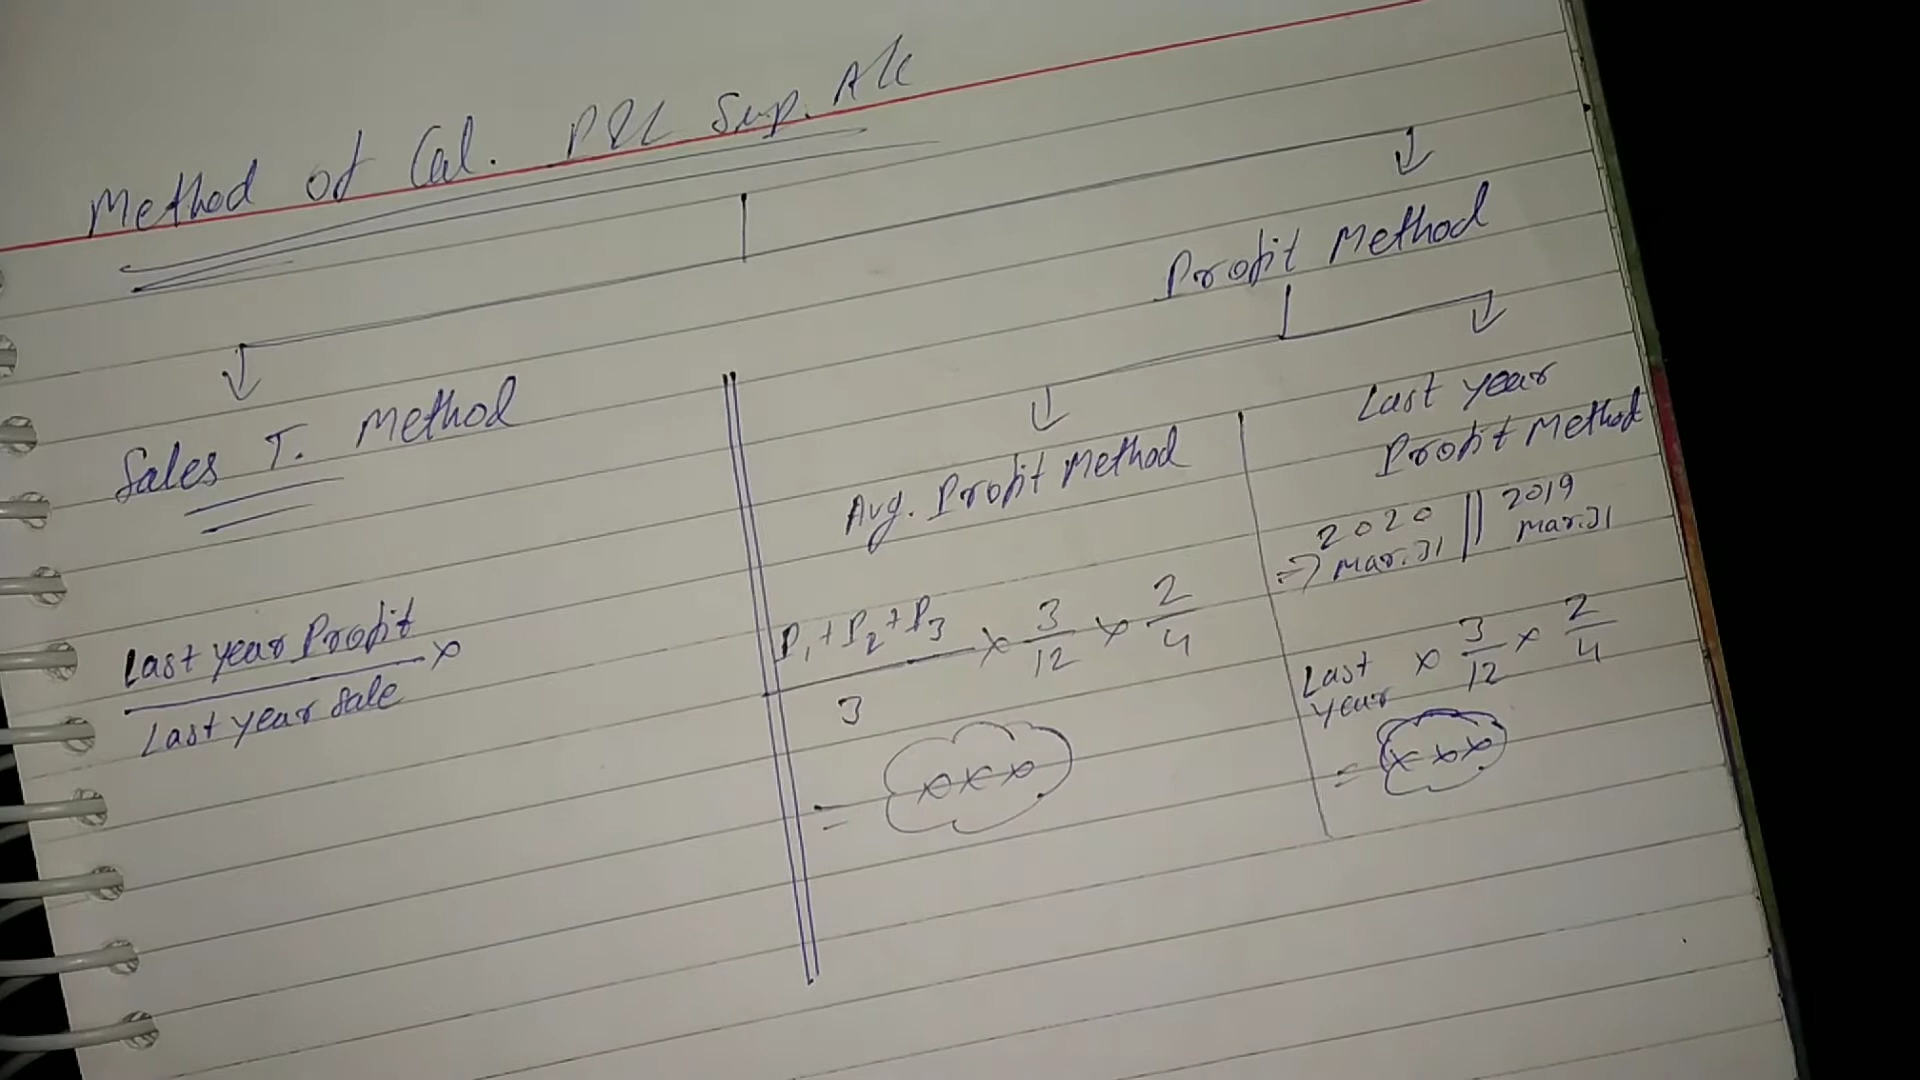 Method of Cal. P&L Sup. A/c
Sales T. Method
Last year Profit
Last year Sale
×
Profit Method
Avg. Profit Method
P₁ + P₂ + P₃ × 3/12 × 2/4
3
= ×××
Last year
Profit Method
2020 || 2019
=> Mar.31 Mar.31
Last × 3/12 × 2/4
year
= ×××